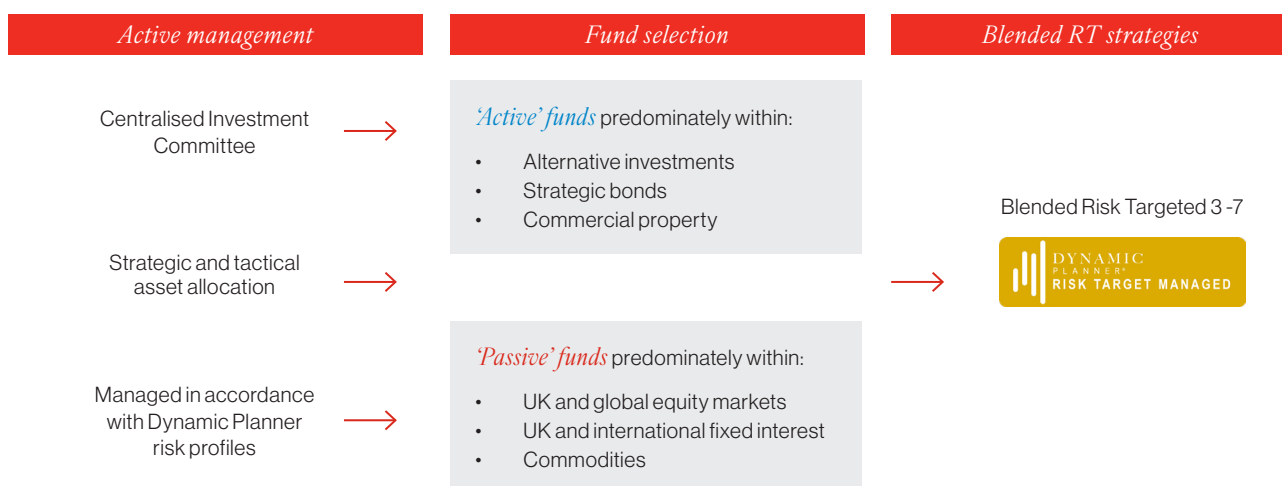 Active management
Centralised Investment
Committee
Strategic and tactical
asset allocation
Managed in accordance
with Dynamic Planner
risk profiles
Fund selection
‘Active’ funds predominately within:
• Alternative investments
• Strategic bonds
• Commercial property
‘Passive’ funds predominately within:
• UK and global equity markets
• UK and international fixed interest
• Commodities
Blended RT strategies
Blended Risk Targeted 3 -7
DYNAMIC
PLANNER®
RISK TARGET MANAGED